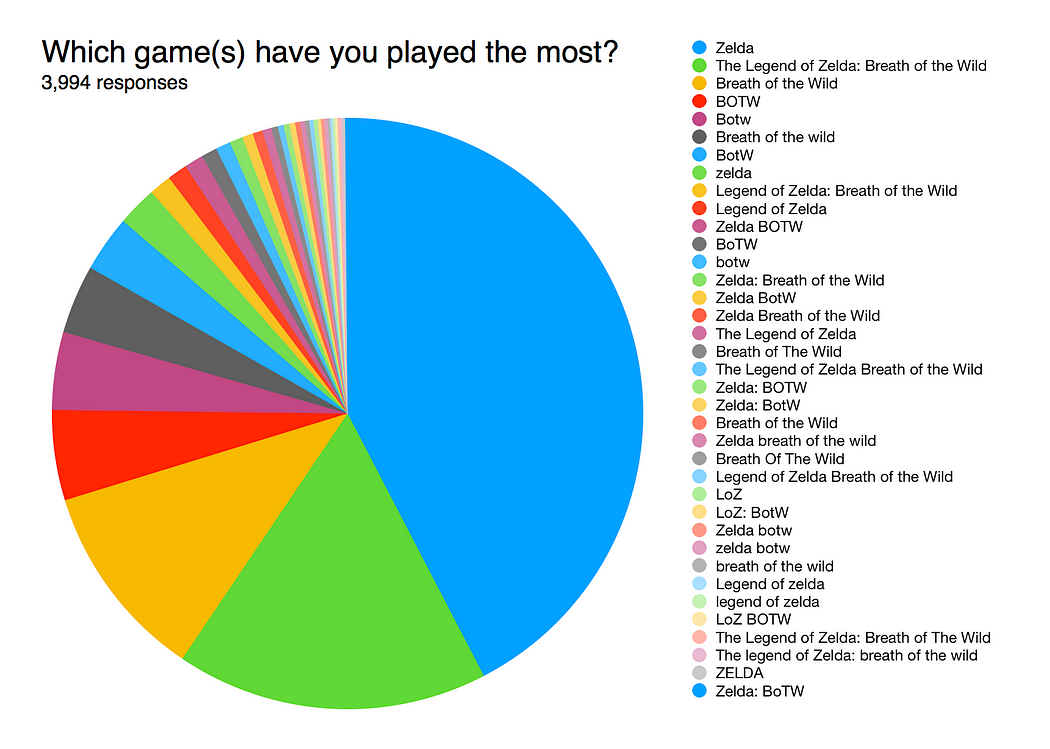 Which game(s) have you played the most?
3,994 responses
Zelda
The Legend of Zelda: Breath of the Wild
Breath of the Wild
BOTW
Botw
Breath of the wild
BotW
zelda
Legend of Zelda: Breath of the Wild
Legend of Zelda
Zelda BOTW
BoTW
botw
Zelda: Breath of the Wild
Zelda BotW
Zelda Breath of the Wild
The Legend of Zelda
Breath of The Wild
The Legend of Zelda Breath of the Wild
Zelda: BOTW
Zelda: BotW
Breath of the Wild
Zelda breath of the wild
Breath Of The Wild
Legend of Zelda Breath of the Wild
LoZ
LoZ: BotW
Zelda botw
zelda botw
breath of the wild
Legend of zelda
legend of zelda
LoZ BOTW
The Legend of Zelda: Breath of The Wild
The legend of Zelda: breath of the wild
ZELDA
Zelda: BoTW